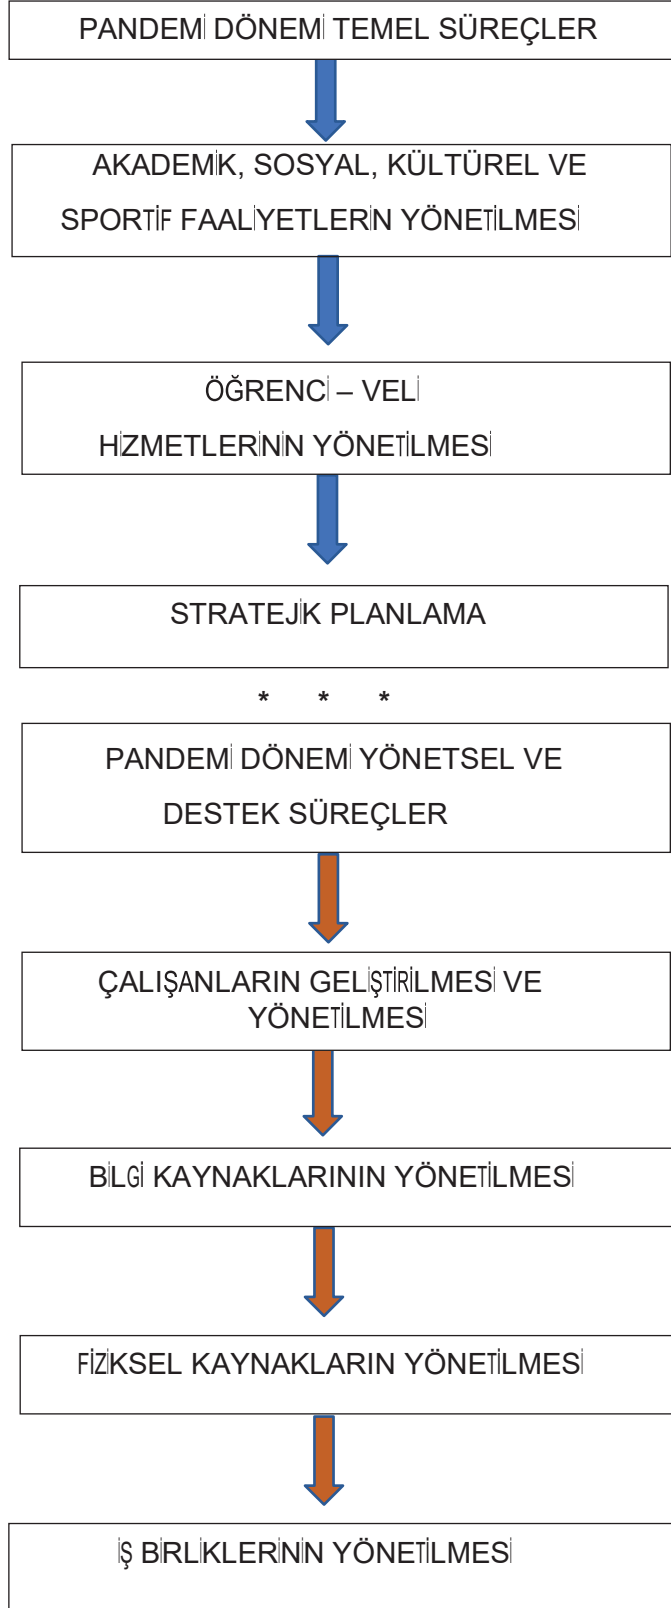 PANDEMİ DÖNEMİ TEMEL SÜREÇLER
AKADEMİK, SOSYAL, KÜLTÜREL VE
SPORTİF FAALİYETLERİN YÖNETİLMESİ
ÖĞRENCİ – VELİ
HİZMETLERİNİN YÖNETİLMESİ
STRATEJİK PLANLAMA
* * *
PANDEMİ DÖNEMİ YÖNETSEL VE
DESTEK SÜREÇLER
ÇALIŞANLARIN GELİŞTİRİLMESİ VE
YÖNETİLMESİ
BİLGİ KAYNAKLARININ YÖNETİLMESİ
FİZİKSEL KAYNAKLARIN YÖNETİLMESİ
İŞ BİRLİKLERİNİN YÖNETİLMESİ